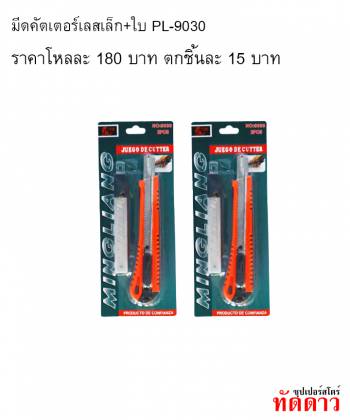 มีดคัตเตอร์เลสเล็ก+ใบ PL-9030
ราคาโหลละ 180 บาท ตกชิ้นละ 15 บาท
2PCS
JUEGO DE CUTTER
MINGLIANG
PRODUCTO DE CONFIANZA
2PCS
JUEGO DE CUTTER
MINGLIANG
PRODUCTO DE CONFIANZA
ซุปเปอร์สโตร์
ทัดดาว